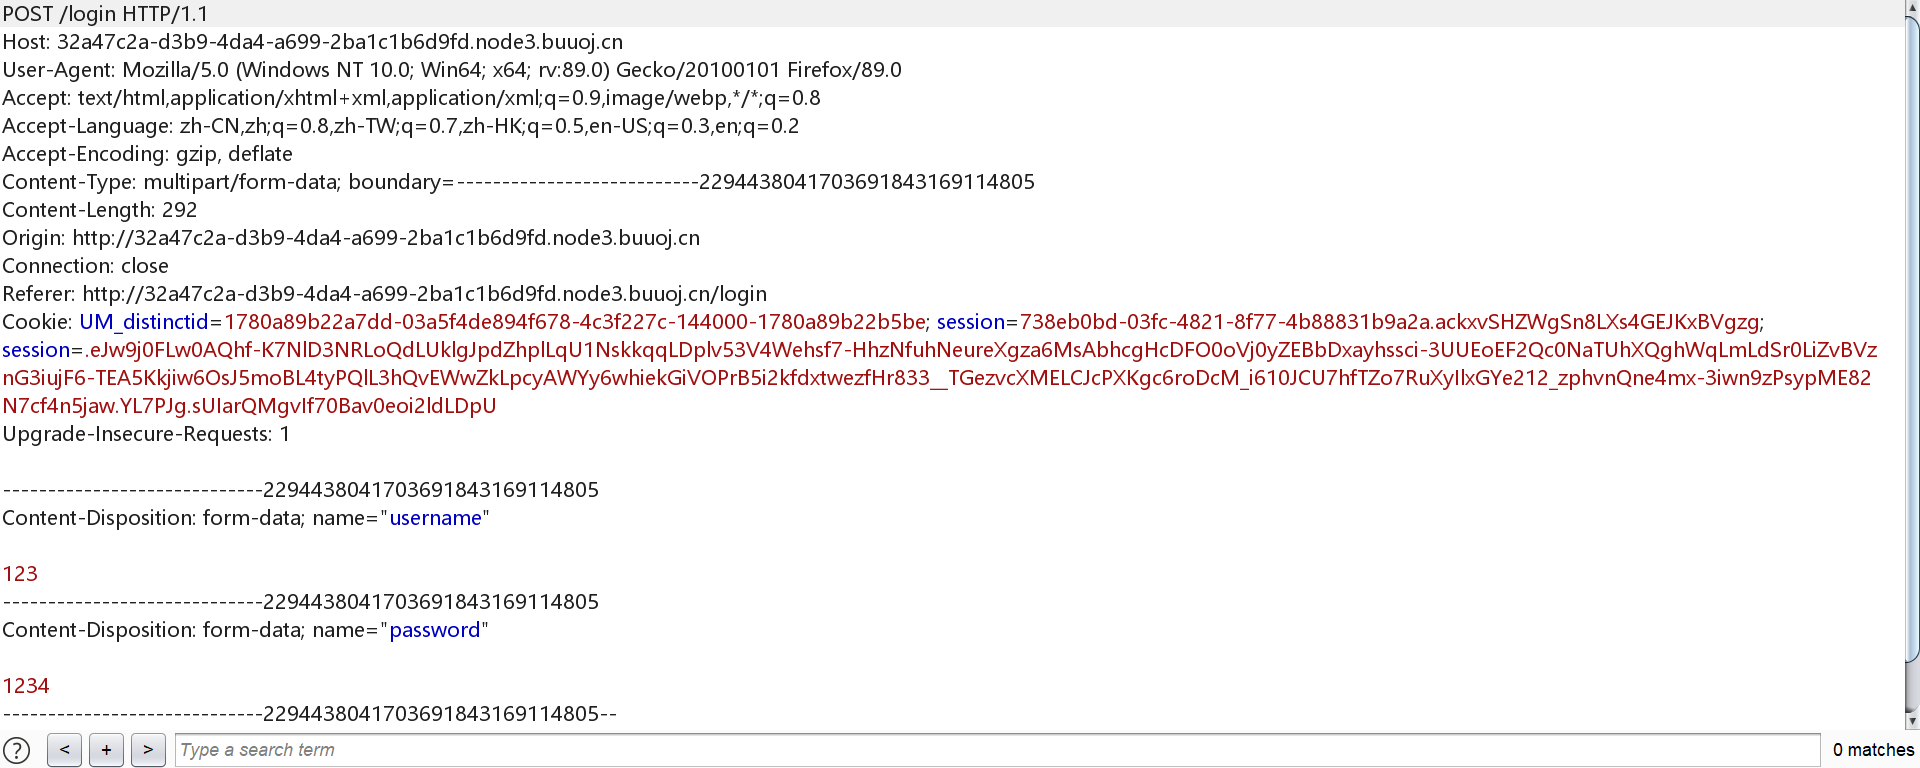 POST /login HTTP/1.1
Host: 32a47c2a-d3b9-4da4-a699-2ba1c1b6d9fd.node3.buuoj.cn
User-Agent: Mozilla/5.0 (Windows NT 10.0; Win64; x64; rv:89.0) Gecko/20100101 Firefox/89.0
Accept: text/html,application/xhtml+xml,application/xml;q=0.9,image/webp,*/*;q=0.8
Accept-Language: zh-CN,zh;q=0.8,zh-TW;q=0.7,zh-HK;q=0.5,en-US;q=0.3,en;q=0.2
Accept-Encoding: gzip, deflate
Content-Type: multipart/form-data; boundary=---------------------------2294438041703691843169114805
Content-Length: 292
Origin: http://32a47c2a-d3b9-4da4-a699-2ba1c1b6d9fd.node3.buuoj.cn
Connection: close
Referer: http://32a47c2a-d3b9-4da4-a699-2ba1c1b6d9fd.node3.buuoj.cn/login
Cookie: UM_distinctid=1780a89b22a7dd-03a5f4de894f678-4c3f227c-144000-1780a89b22b5be; session=738eb0bd-03fc-4821-8f77-4b88831b9a2a.ackxvSHZWgSn8LXs4GEJKxBVgzg;
session=.eJw9j0FLw0AQhf-K7NlD3NRLoQdLUklgJpdZhplLqU1NskkqqLDplv53V4Wehsf7-HhzNfuhNeureXgza6MsAbhcgHcDFO0oVj0yZEBbDxayhssci-3UUEoEF2Qc0NaTUhXQghWqLmLdSr0LiZvBVz
nG3iujF6-TEA5Kkjiw6OsJ5moBL4tyPQlL3hQvEWwZkLpcyAWYy6whiekGiVOPrB5i2kfdxtwezfHr833__TGezvcXMELCJcPXKgc6roDcM_i610JCU7hfTZo7RuXyIlxGYe212_zphvnQne4mx-3iwn9zPsypME82
N7cf4n5jaw.YL7PJg.sUIarQMgvIf70Bav0eoi2ldLDpU
Upgrade-Insecure-Requests: 1
-----------------------------2294438041703691843169114805
Content-Disposition: form-data; name="username"
123
-----------------------------2294438041703691843169114805
Content-Disposition: form-data; name="password"
1234
-----------------------------2294438041703691843169114805--
? < + > Type a search term 0 matches